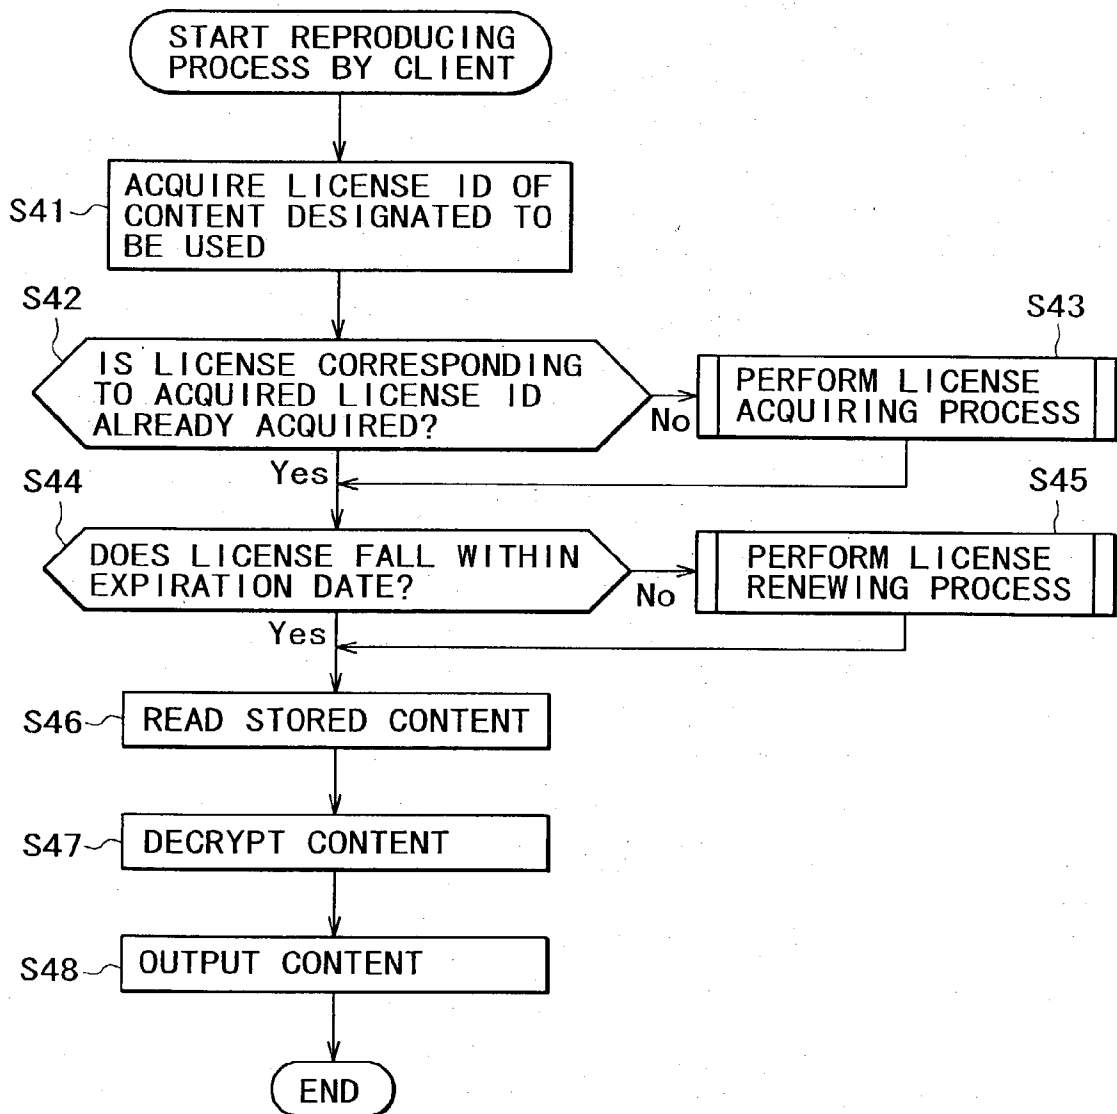 START REPRODUCING
PROCESS BY CLIENT
S41
ACQUIRE LICENSE ID OF
CONTENT DESIGNATED TO
BE USED
S42
IS LICENSE CORRESPONDING
TO ACQUIRED LICENSE ID
ALREADY ACQUIRED?
No
S43
PERFORM LICENSE
ACQUIRING PROCESS
Yes
S44
DOES LICENSE FALL WITHIN
EXPIRATION DATE?
No
S45
PERFORM LICENSE
RENEWING PROCESS
Yes
S46
READ STORED CONTENT
S47
DECRYPT CONTENT
S48
OUTPUT CONTENT
END